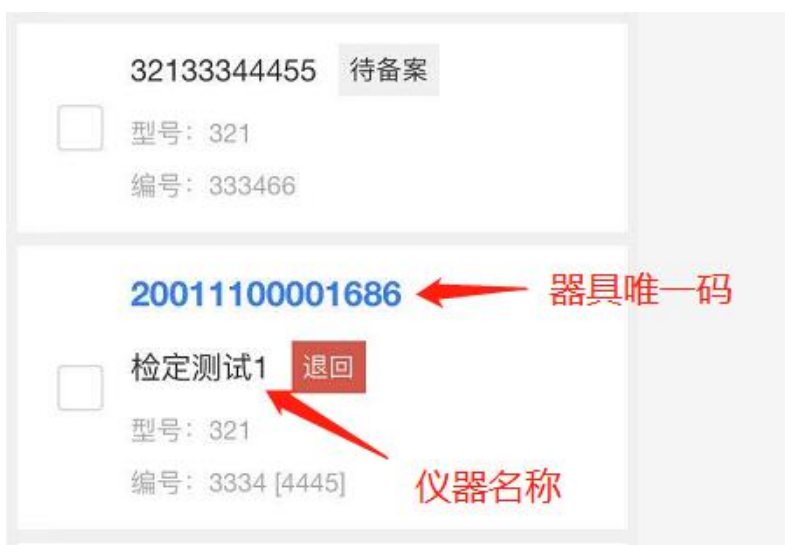 32133344455 待备案
型号：321
编号：333466
20011100001686 器具唯一码
检定测试1 退回
型号：321
编号：3334 [4445]
仪器名称